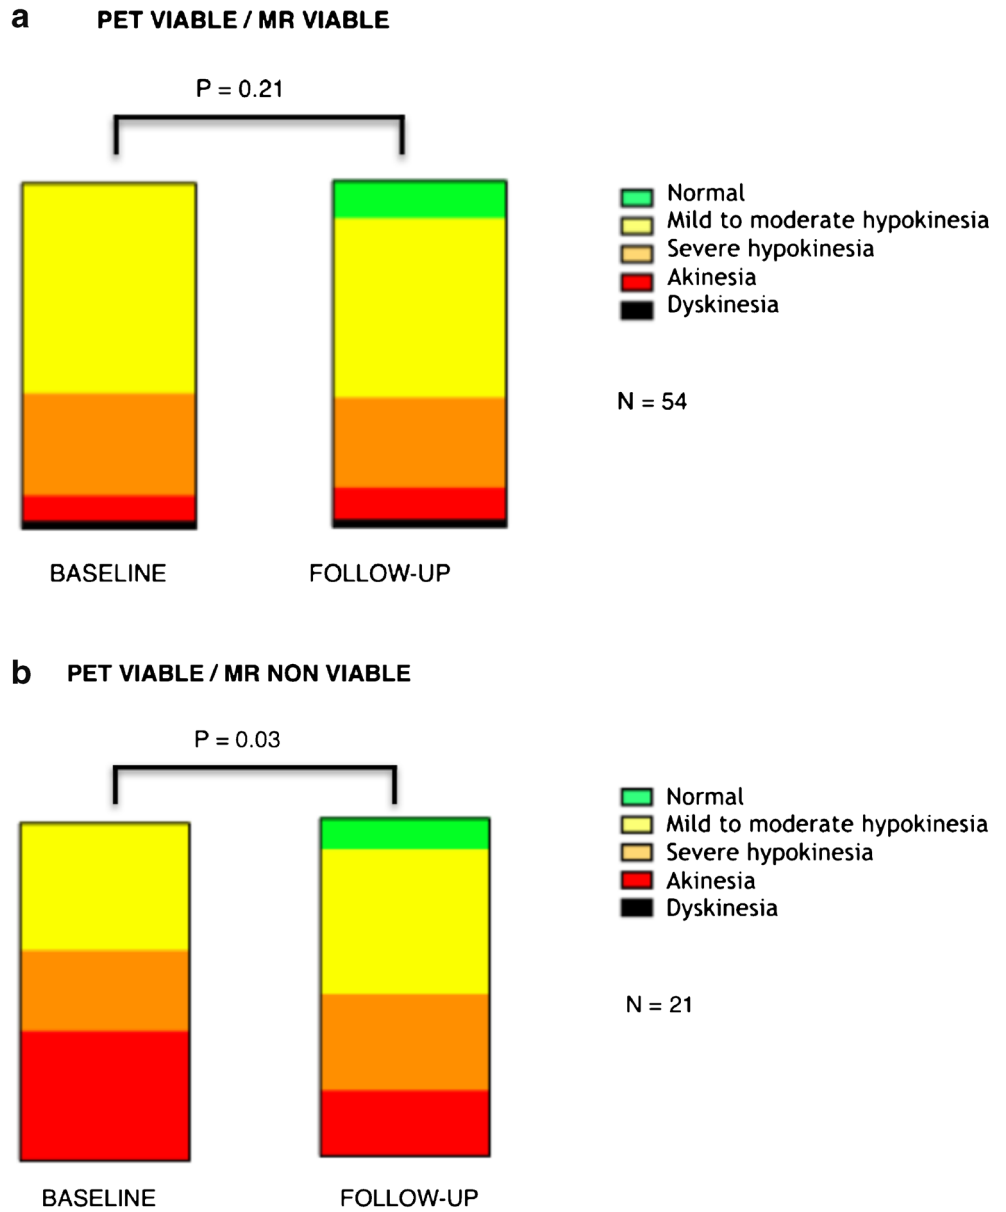 a PET VIABLE / MR VIABLE
P = 0.21
Normal
Mild to moderate hypokinesia
Severe hypokinesia
Akinesia
Dyskinesia
N = 54
BASELINE FOLLOW-UP
b PET VIABLE / MR NON VIABLE
P = 0.03
Normal
Mild to moderate hypokinesia
Severe hypokinesia
Akinesia
Dyskinesia
N = 21
BASELINE FOLLOW-UP